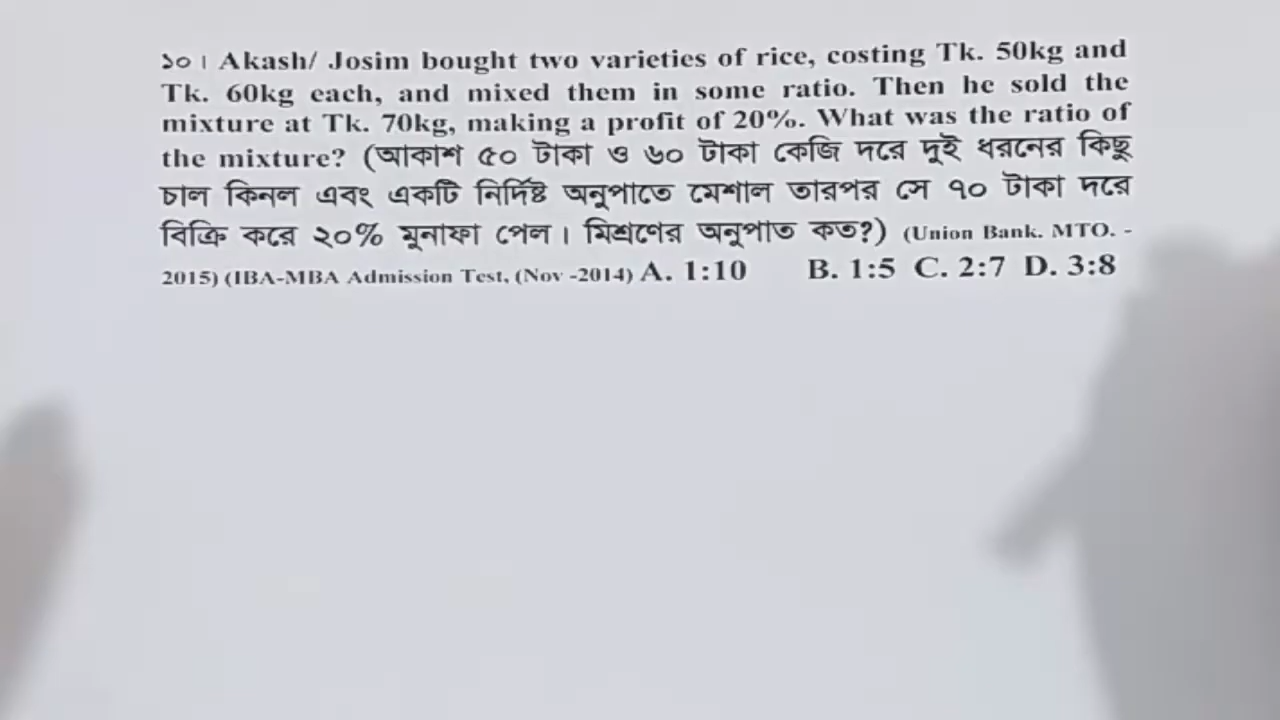 ১০। Akash/ Josim bought two varieties of rice, costing Tk. 50kg and
Tk. 60kg each, and mixed them in some ratio. Then he sold the
mixture at Tk. 70kg, making a profit of 20%. What was the ratio of
the mixture? (আকাশ ৫০ টাকা ও ৬০ টাকা কেজি দরে দুই ধরনের কিছু
চাল কিনল এবং একটি নির্দিষ্ট অনুপাতে মেশাল তারপর সে ৭০ টাকা দরে
বিক্রি করে ২০% মুনাফা পেল। মিশ্রণের অনুপাত কত?) (Union Bank. MTO. -
2015) (IBA-MBA Admission Test, (Nov -2014) A. 1:10 B. 1:5 C. 2:7 D. 3:8